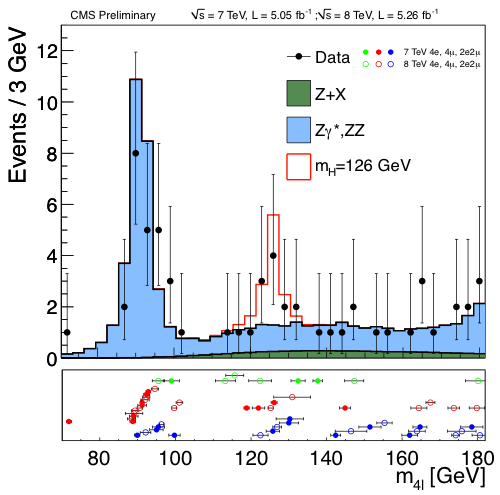 CMS Preliminary √s = 7 TeV, L = 5.05 fb-1 ;√s = 8 TeV, L = 5.26 fb-1
Events / 3 GeV
12
10
8
6
4
2
0
Data
7 TeV 4e, 4μ, 2e2μ
8 TeV 4e, 4μ, 2e2μ
Z+X
Zγ*,ZZ
mH=126 GeV
80 100 120 140 160 180
m4l [GeV]